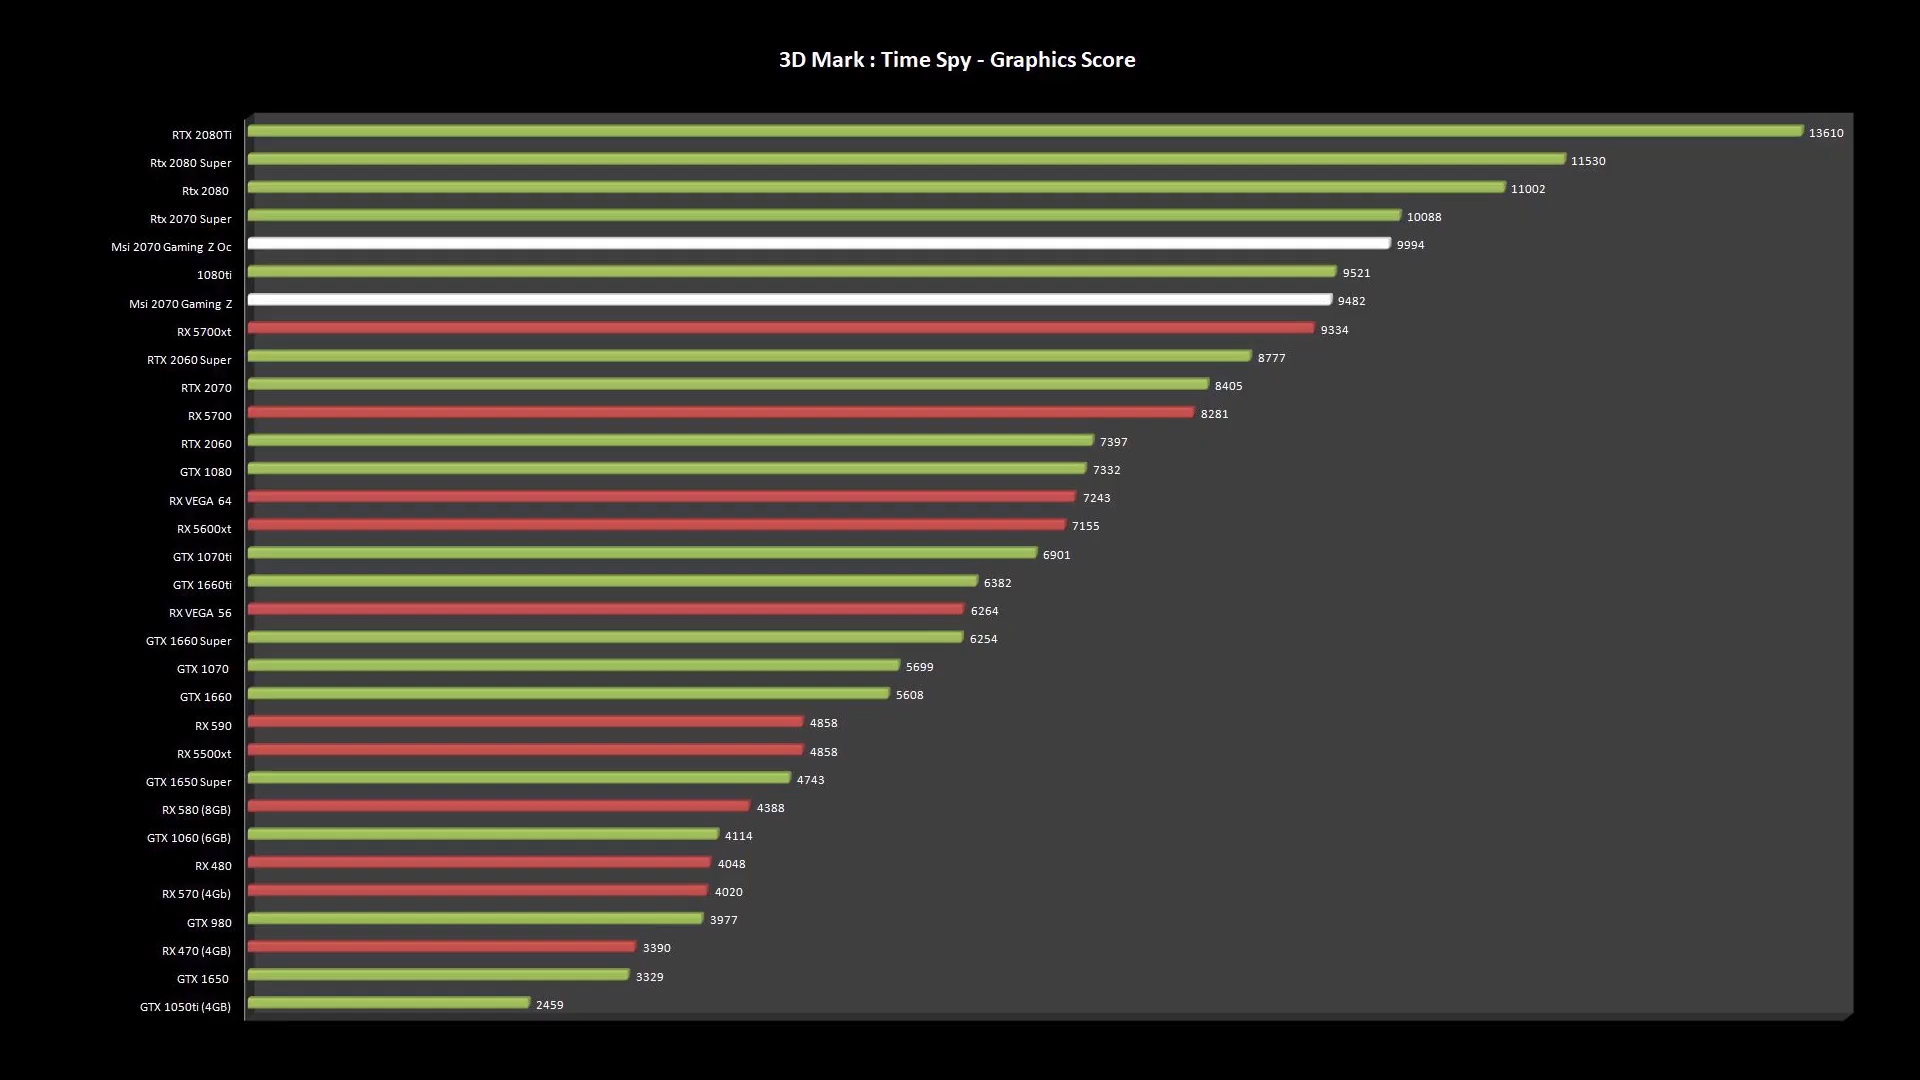 3D Mark : Time Spy - Graphics Score
RTX 2080Ti 13610
Rtx 2080 Super 11530
Rtx 2080 11002
Rtx 2070 Super 10088
Msi 2070 Gaming Z Oc 9994
1080ti 9521
Msi 2070 Gaming Z 9482
RX 5700xt 9334
RTX 2060 Super 8777
RTX 2070 8405
RX 5700 8281
RTX 2060 7397
GTX 1080 7332
RX VEGA 64 7243
RX 5600xt 7155
GTX 1070ti 6901
GTX 1660ti 6382
RX VEGA 56 6264
GTX 1660 Super 6254
GTX 1070 5699
GTX 1660 5608
RX 590 4858
RX 5500xt 4858
GTX 1650 Super 4743
RX 580 (8GB) 4388
GTX 1060 (6GB) 4114
RX 480 4048
RX 570 (4Gb) 4020
GTX 980 3977
RX 470 (4GB) 3390
GTX 1650 3329
GTX 1050ti (4GB) 2459